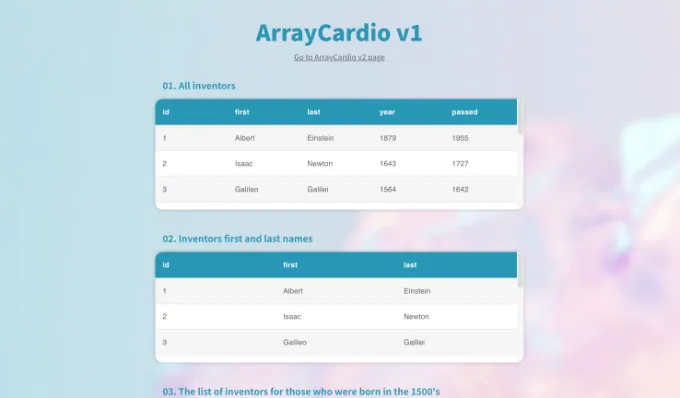 ArrayCardio v1
Go to ArrayCardio v2 page
01. All inventors
id first last year passed
1 Albert Einstein 1879 1955
2 Isaac Newton 1643 1727
3 Galileo Galilei 1564 1642
02. Inventors first and last names
id first last
1 Albert Einstein
2 Isaac Newton
3 Galileo Galilei
03. The list of inventors for those who were born in the 1500's